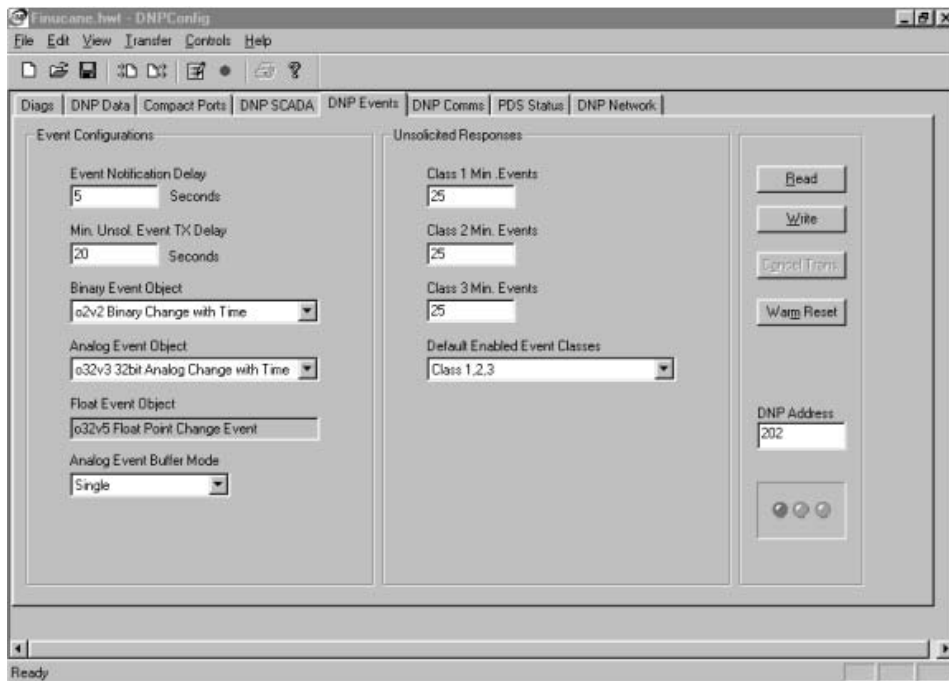 Finucane.hwt - DNPConfig
File Edit View Transfer Controls Help
Diags DNP Data Compact Ports DNP SCADA DNP Events DNP Comms PDS Status DNP Network
Event Configurations
Event Notification Delay
5 Seconds
Min. Unsol. Event TX Delay
20 Seconds
Binary Event Object
o2v2 Binary Change with Time
Analog Event Object
o32v3 32bit Analog Change with Time
Float Event Object
o32v5 Float Point Change Event
Analog Event Buffer Mode
Single
Unsolicited Responses
Class 1 Min .Events
25
Class 2 Min. Events
25
Class 3 Min. Events
25
Default Enabled Event Classes
Class 1,2,3
Read
Write
Cancel Trans.
Warm Reset
DNP Address
202
Ready